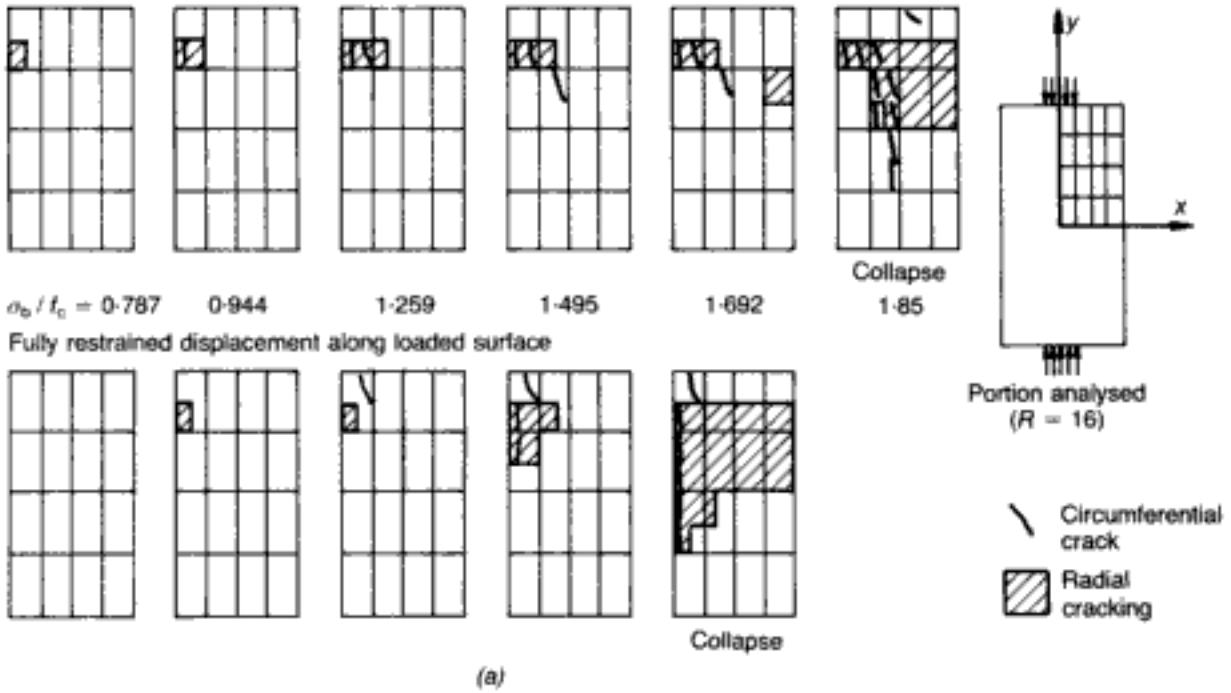 y
x
Collapse
σb / fc = 0·787 0·944 1·259 1·495 1·692 1·85
Fully restrained displacement along loaded surface
Portion analysed
(R = 16)
Circumferential
crack
Radial
cracking
Collapse
(a)